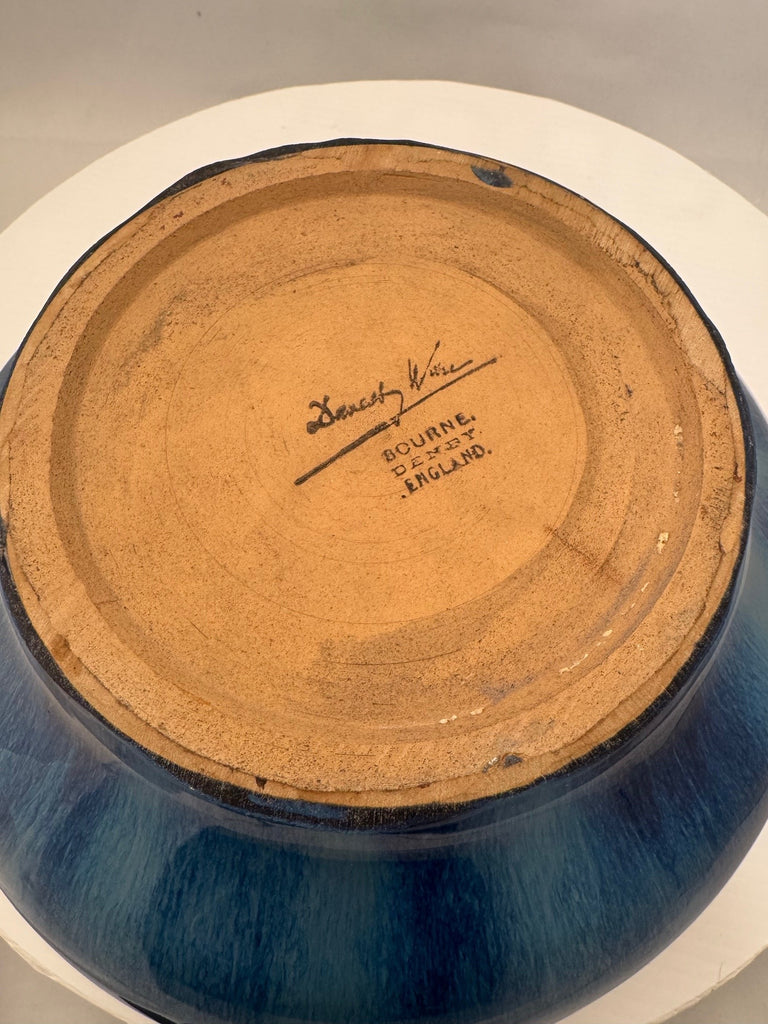 Danesby Ware
BOURNE.
DENBY.
ENGLAND.